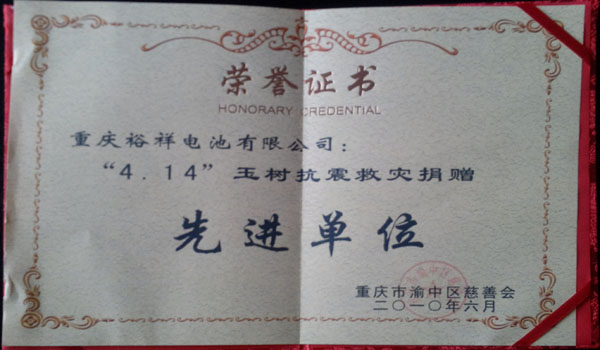 荣誉证书
HONORARY CREDENTIAL
重庆裕祥电池有限公司：
“4.14”玉树抗震救灾捐赠
先进单位
重庆市渝中区慈善会
二〇一〇年六月